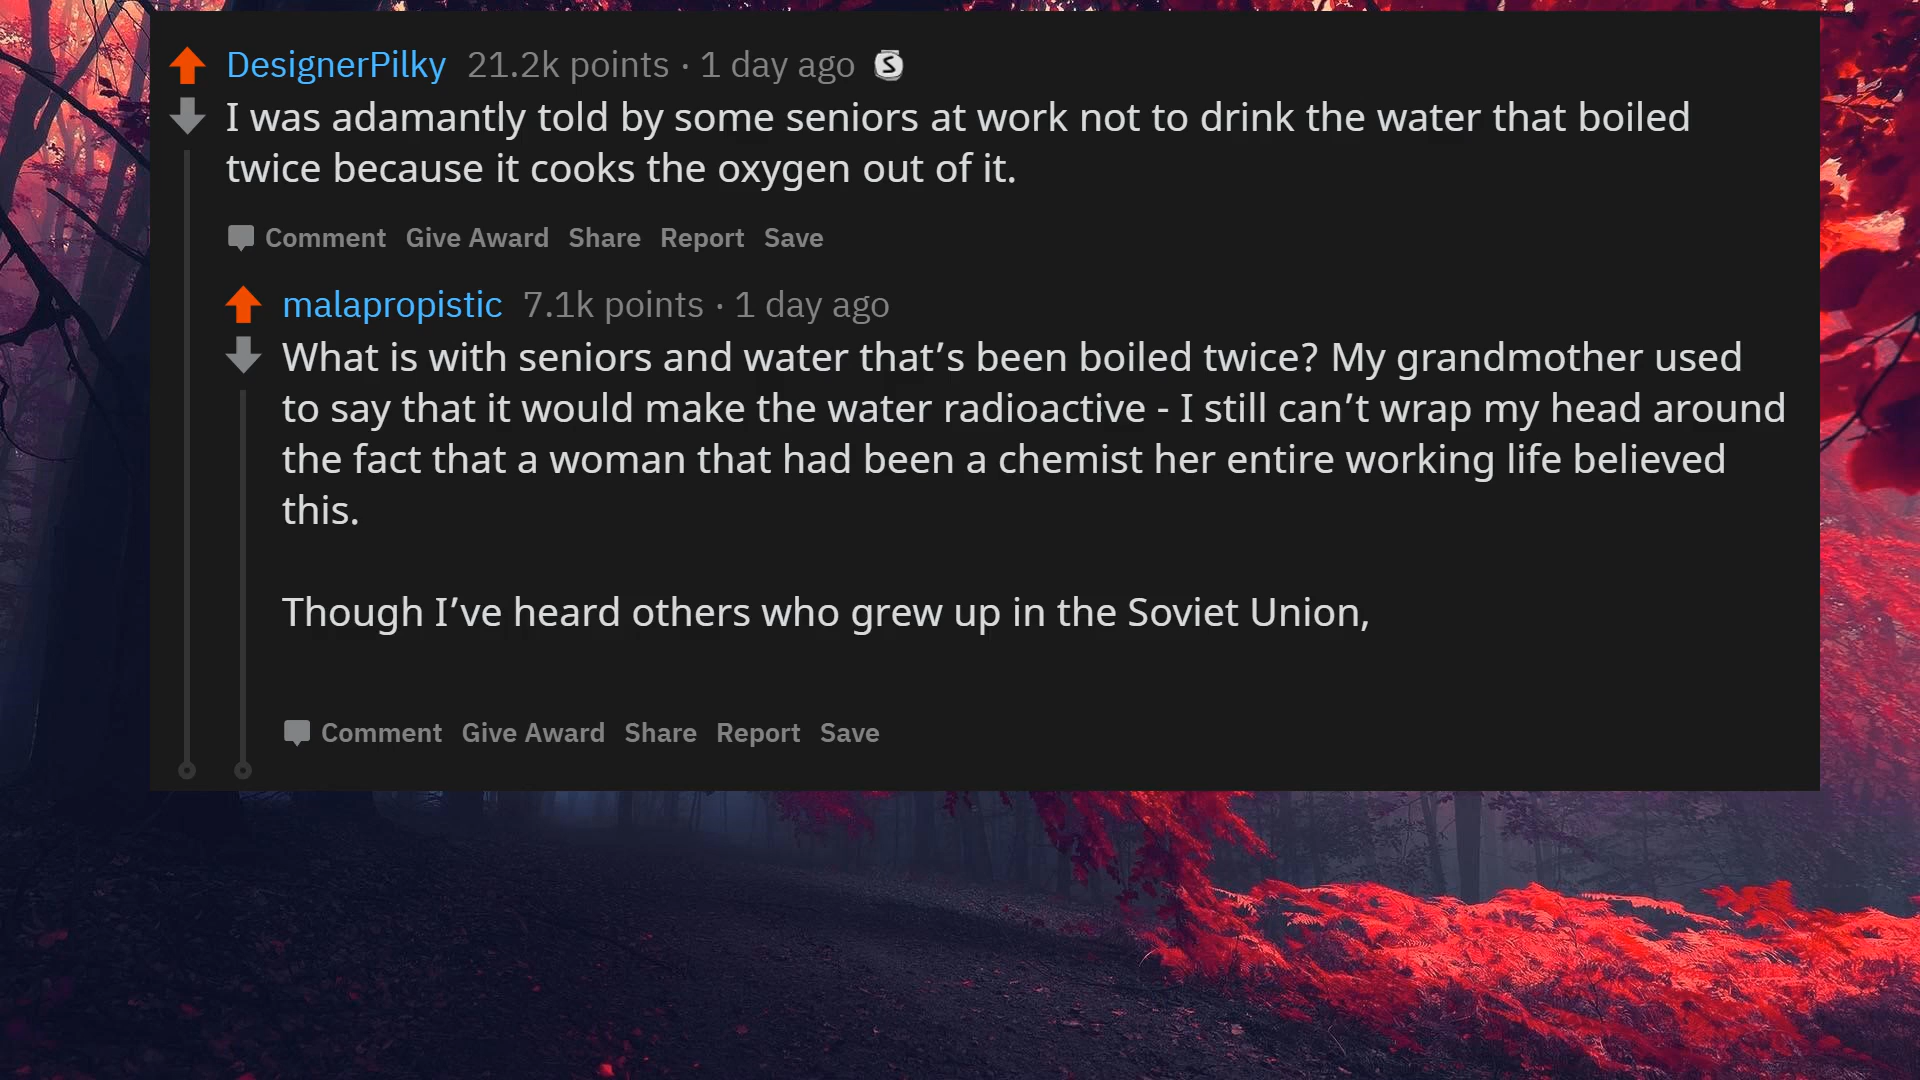 DesignerPilky 21.2k points · 1 day ago S
I was adamantly told by some seniors at work not to drink the water that boiled
twice because it cooks the oxygen out of it.
Comment Give Award Share Report Save
malapropistic 7.1k points · 1 day ago
What is with seniors and water that’s been boiled twice? My grandmother used
to say that it would make the water radioactive - I still can’t wrap my head around
the fact that a woman that had been a chemist her entire working life believed
this.
Though I’ve heard others who grew up in the Soviet Union,
Comment Give Award Share Report Save